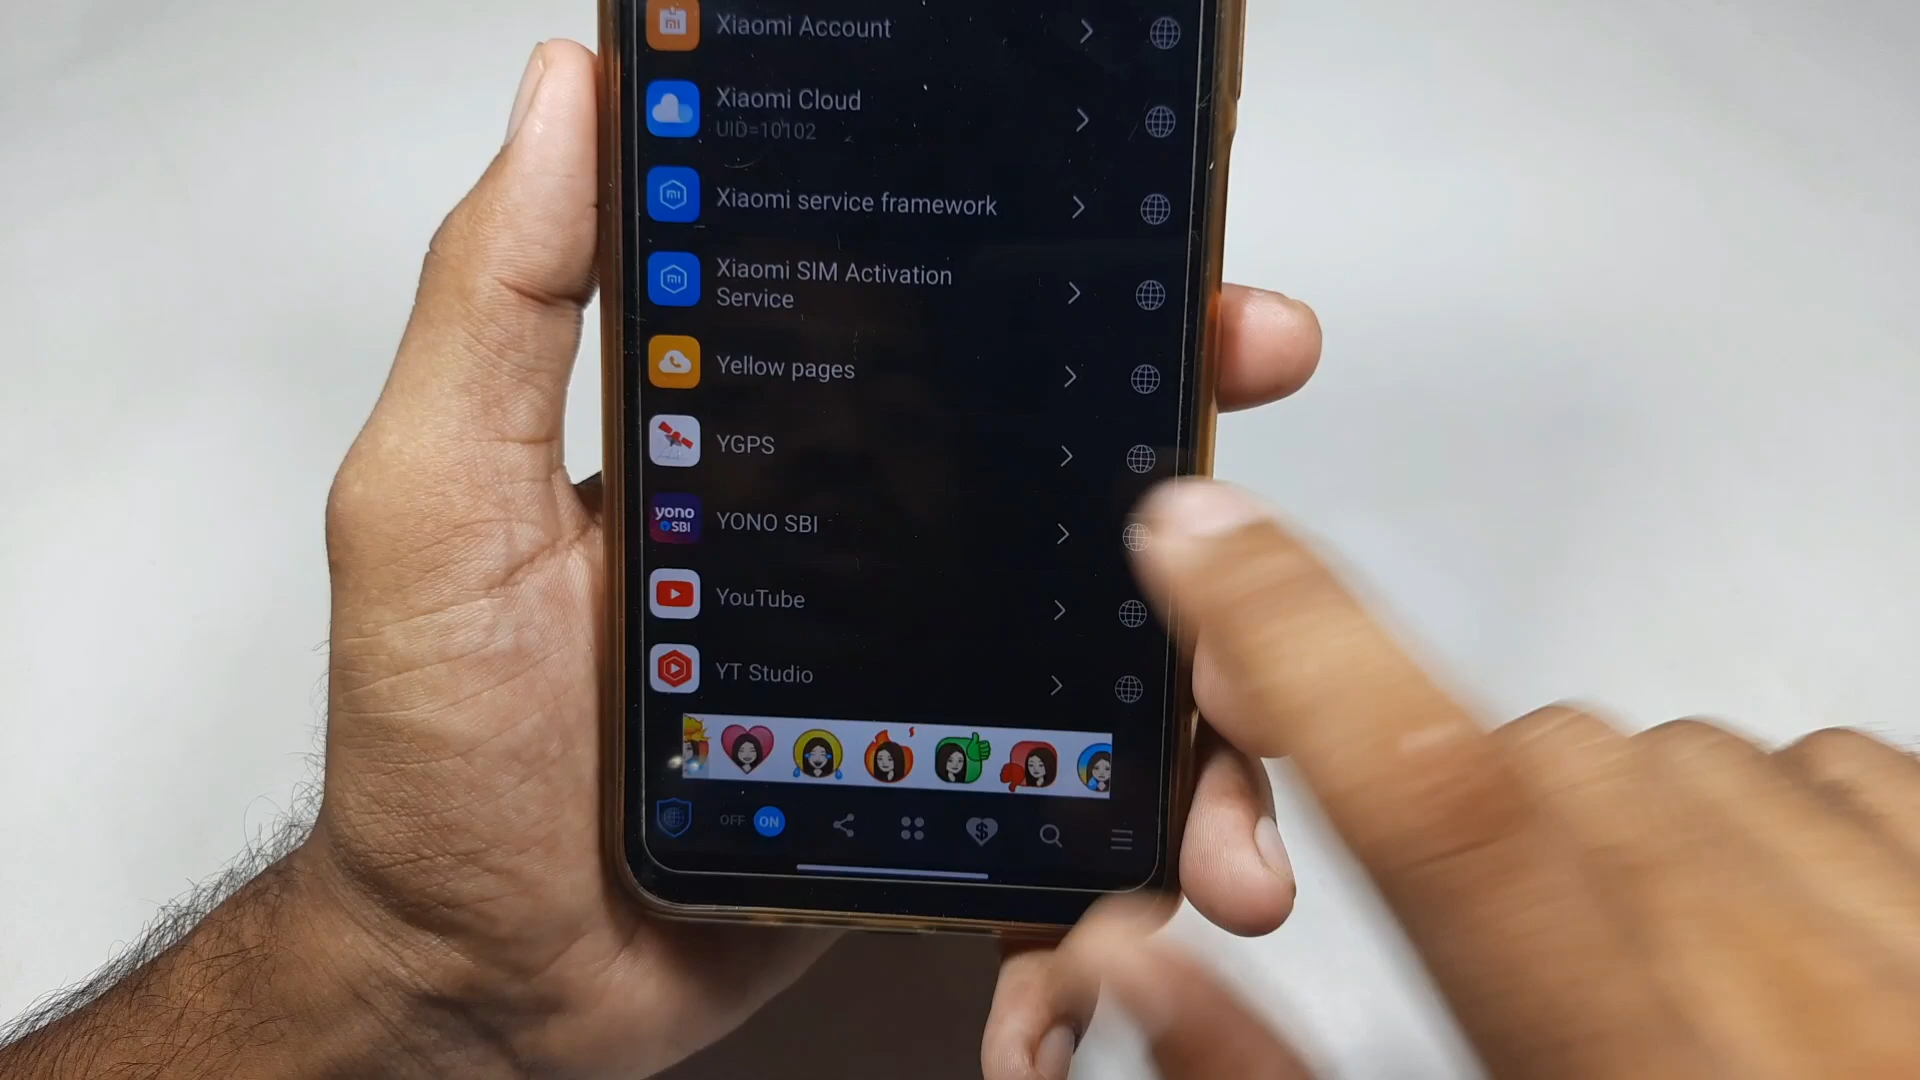 Xiaomi Account
Xiaomi Cloud
UID=10102
Xiaomi service framework
Xiaomi SIM Activation
Service
Yellow pages
YGPS
yono
SBI
YONO SBI
YouTube
YT Studio
OFF ON